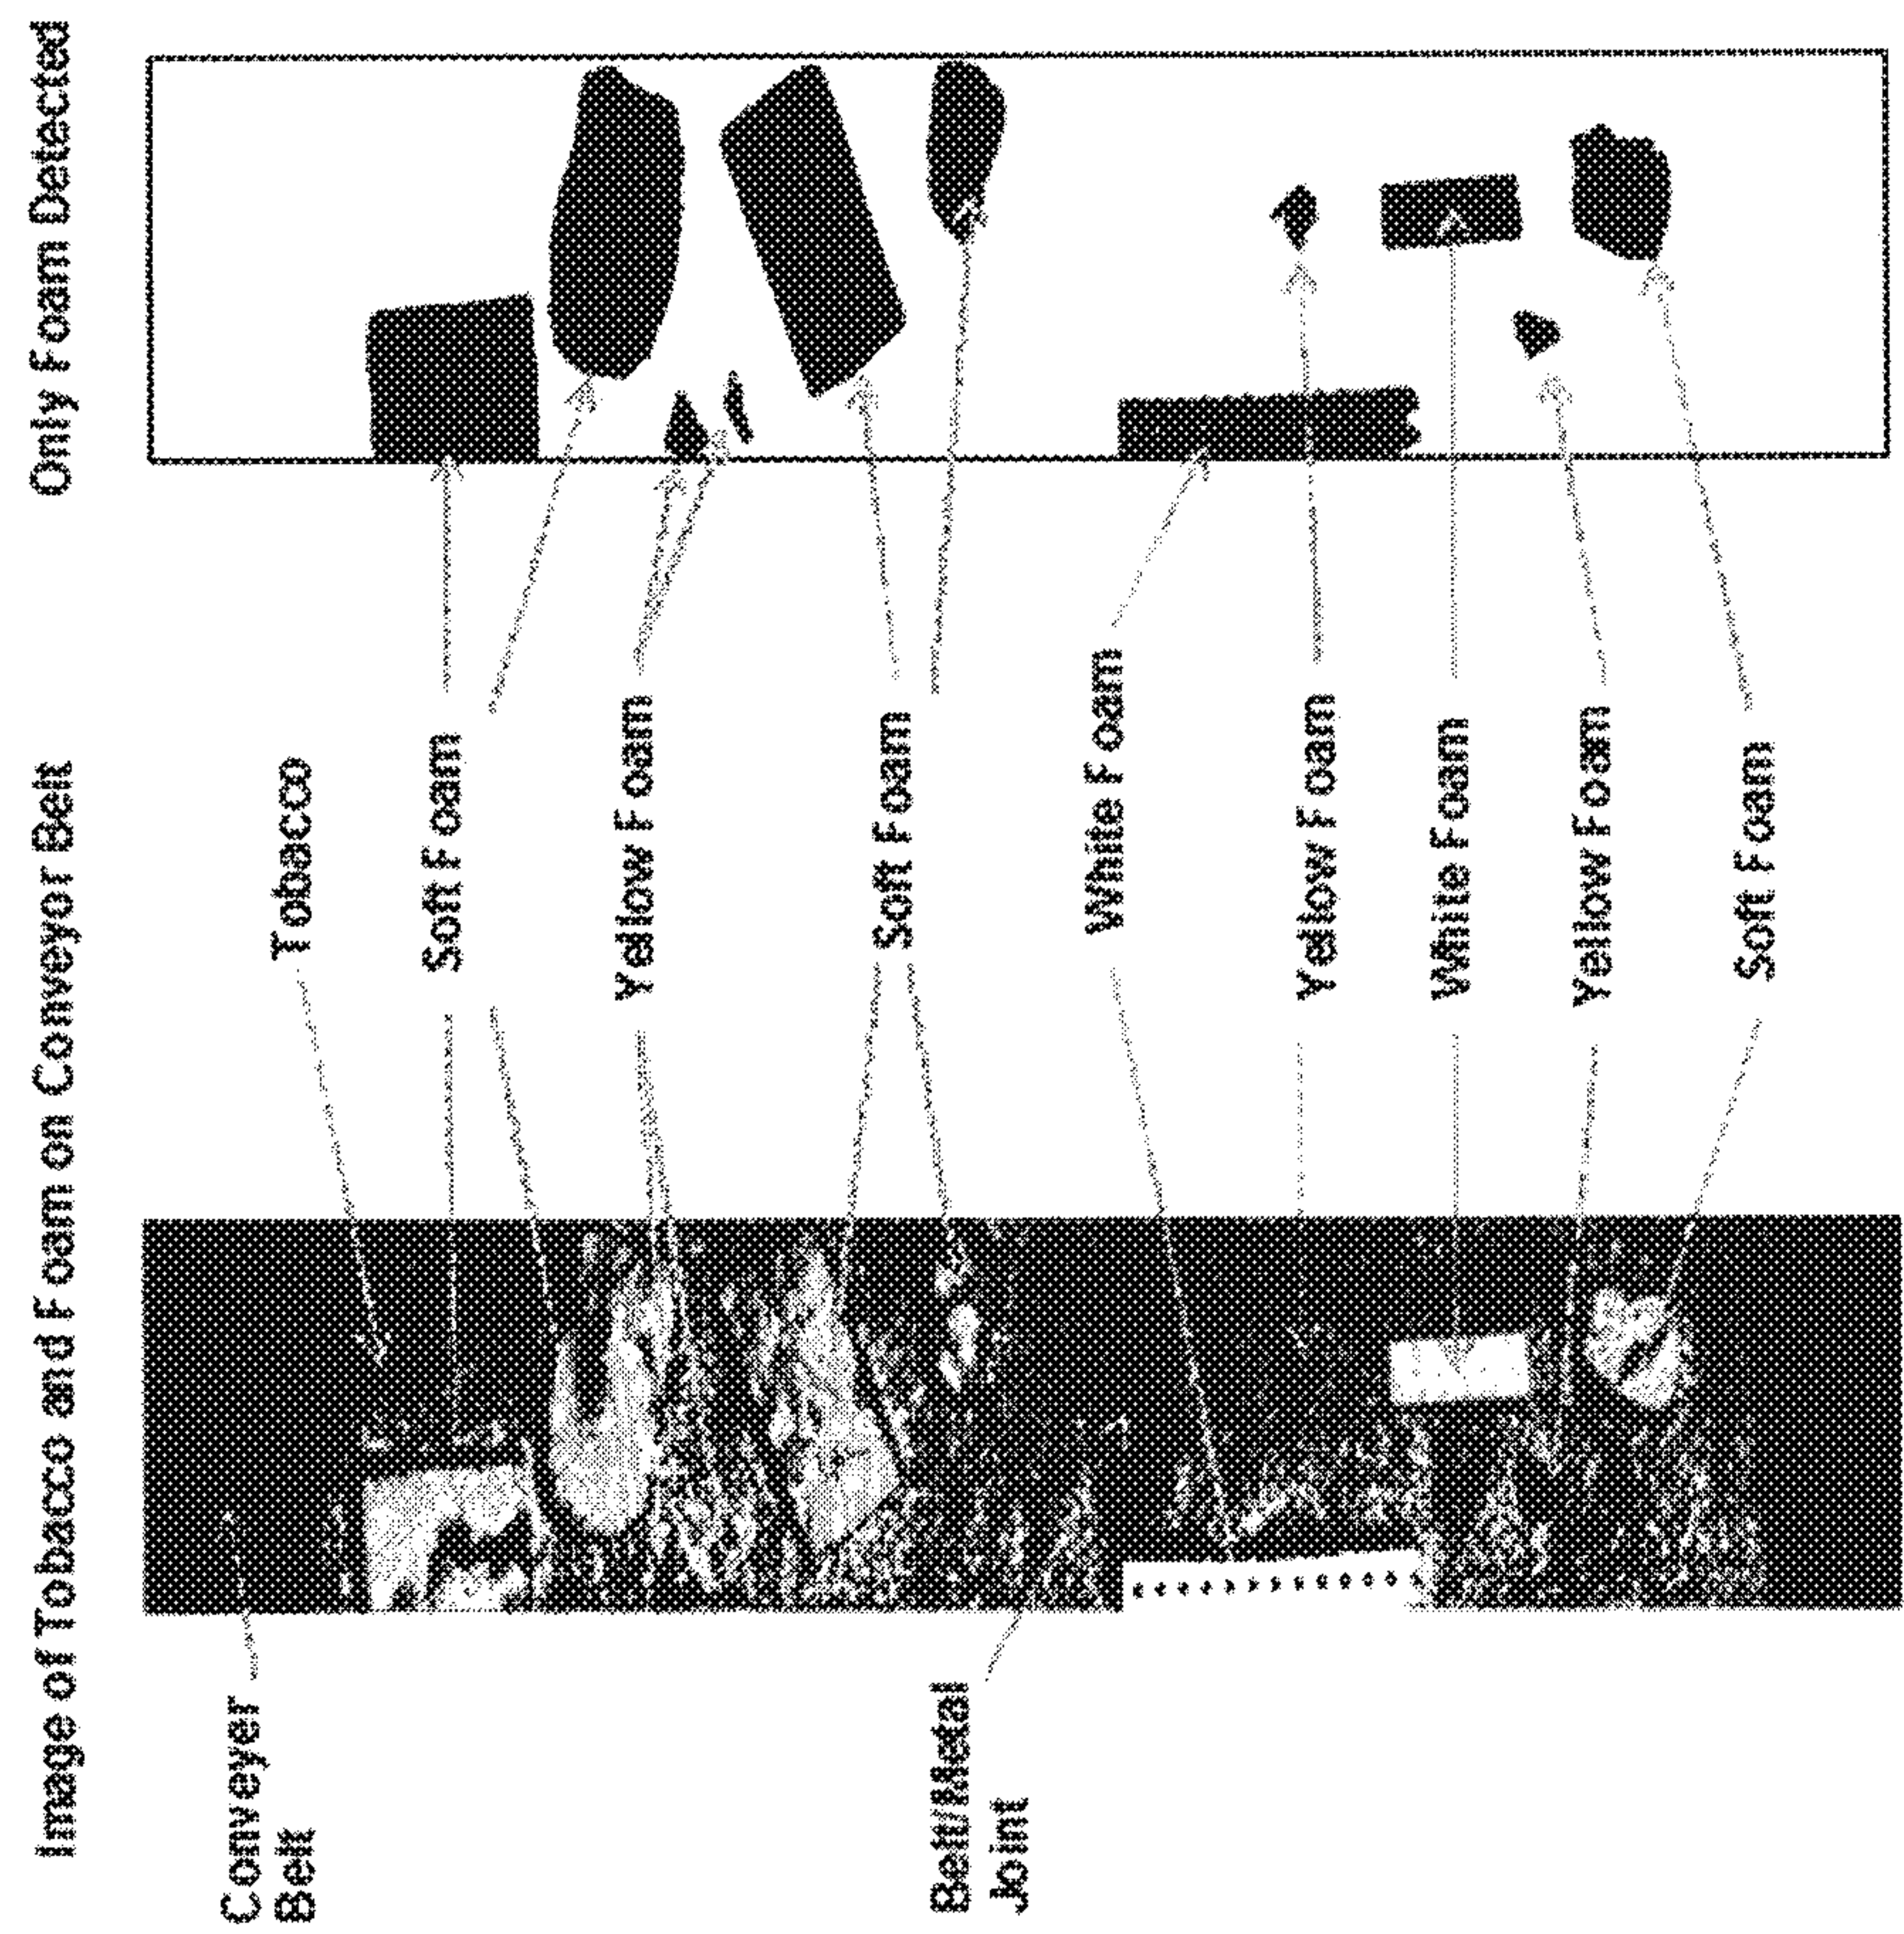 Image of Tobacco and Foam on Conveyor Belt
Only Foam Detected
Conveyer
Belt
Tobacco
Soft Foam
Yellow Foam
Soft Foam
Belt/Metal
Joint
White Foam
Yellow Foam
White Foam
Yellow Foam
Soft Foam